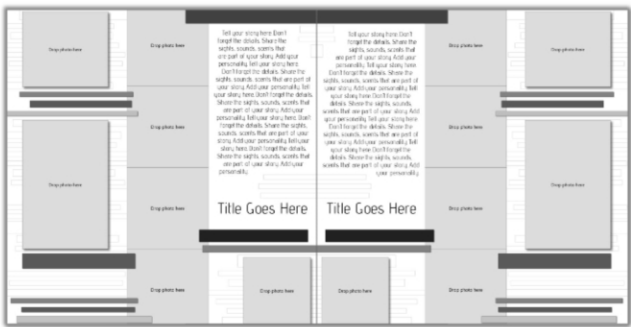 Drop photo here
Drop photo here
Tell your story here Don't
forget the details. Share the
sights, sounds, scents that
are part of your story. Add your
personality. Tell your story here.
Don't forget the details. Share the
sights, sounds, scents that are part of
your story. Add your personality. Tell
your story here. Don't forget the details.
Share the sights, sounds, scents that
are part of your story. Add your
personality. Tell your story here. Don't
forget the details. Share the sights,
sounds, scents that are part of your
story. Add your personality. Tell your
story here. Don't forget the details.
Share the sights, sounds, scents that
are part of your story. Add your
personality.
Tell your story here. Don't
forget the details. Share the
sights, sounds, scents that
are part of your story. Add your
personality. Tell your story here.
Don't forget the details. Share the
sights, sounds, scents that are part of
your story. Add your personality. Tell
your story here. Don't forget the details.
Share the sights, sounds, scents that
are part of your story. Add your
personality. Tell your story here.
Don't forget the details. Share the
sights, sounds, scents that are part of
your story. Add your personality. Tell
your story here. Don't forget the
details. Share the sights, sounds,
scents that are part of your story. Add
your personality.
Drop photo here
Drop photo here
Drop photo here
Drop photo here
Drop photo here
Drop photo here
Drop photo here
Drop photo here
Title Goes Here
Title Goes Here
Drop photo here
Drop photo here
Drop photo here
Drop photo here